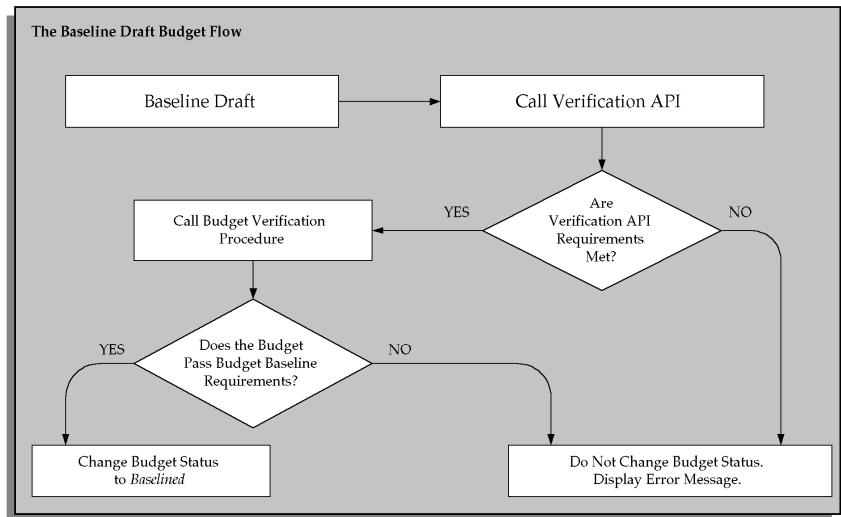 The Baseline Draft Budget Flow
Baseline Draft
Call Verification API
Are
Verification API
Requirements
Met?
YES
NO
Call Budget Verification
Procedure
Does the Budget
Pass Budget Baseline
Requirements?
YES
NO
Change Budget Status
to Baselined
Do Not Change Budget Status.
Display Error Message.